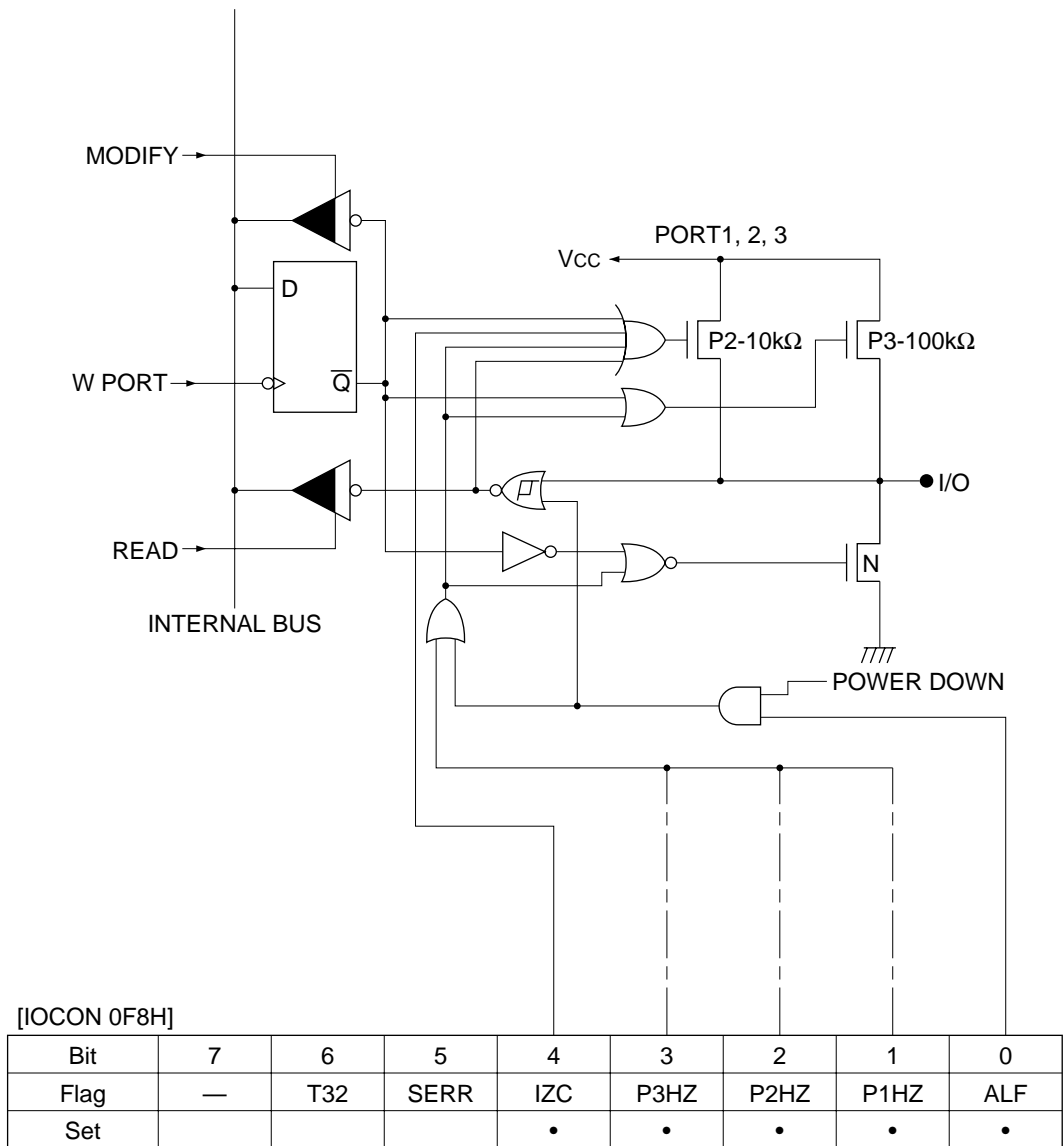 MODIFY
PORT1, 2, 3
VCC
D
P2-10kΩ
P3-100kΩ
W PORT
Q̅
I/O
READ
N
INTERNAL BUS
POWER DOWN
[IOCON 0F8H]
Bit 7 6 5 4 3 2 1 0
Flag — T32 SERR IZC P3HZ P2HZ P1HZ ALF
Set • • • • •